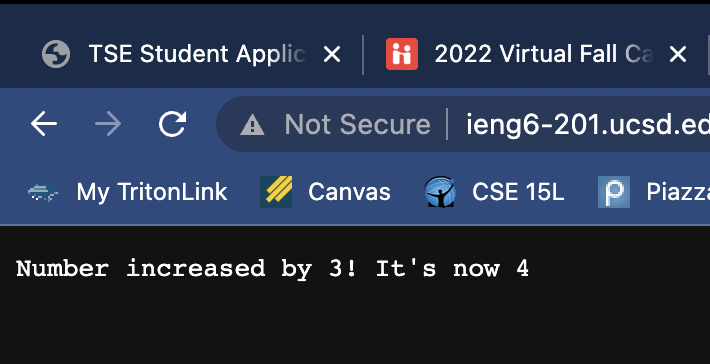 TSE Student Applic
2022 Virtual Fall Ca
Not Secure
ieng6-201.ucsd.ed
My TritonLink
Canvas
CSE 15L
Piazza
Number increased by 3! It's now 4